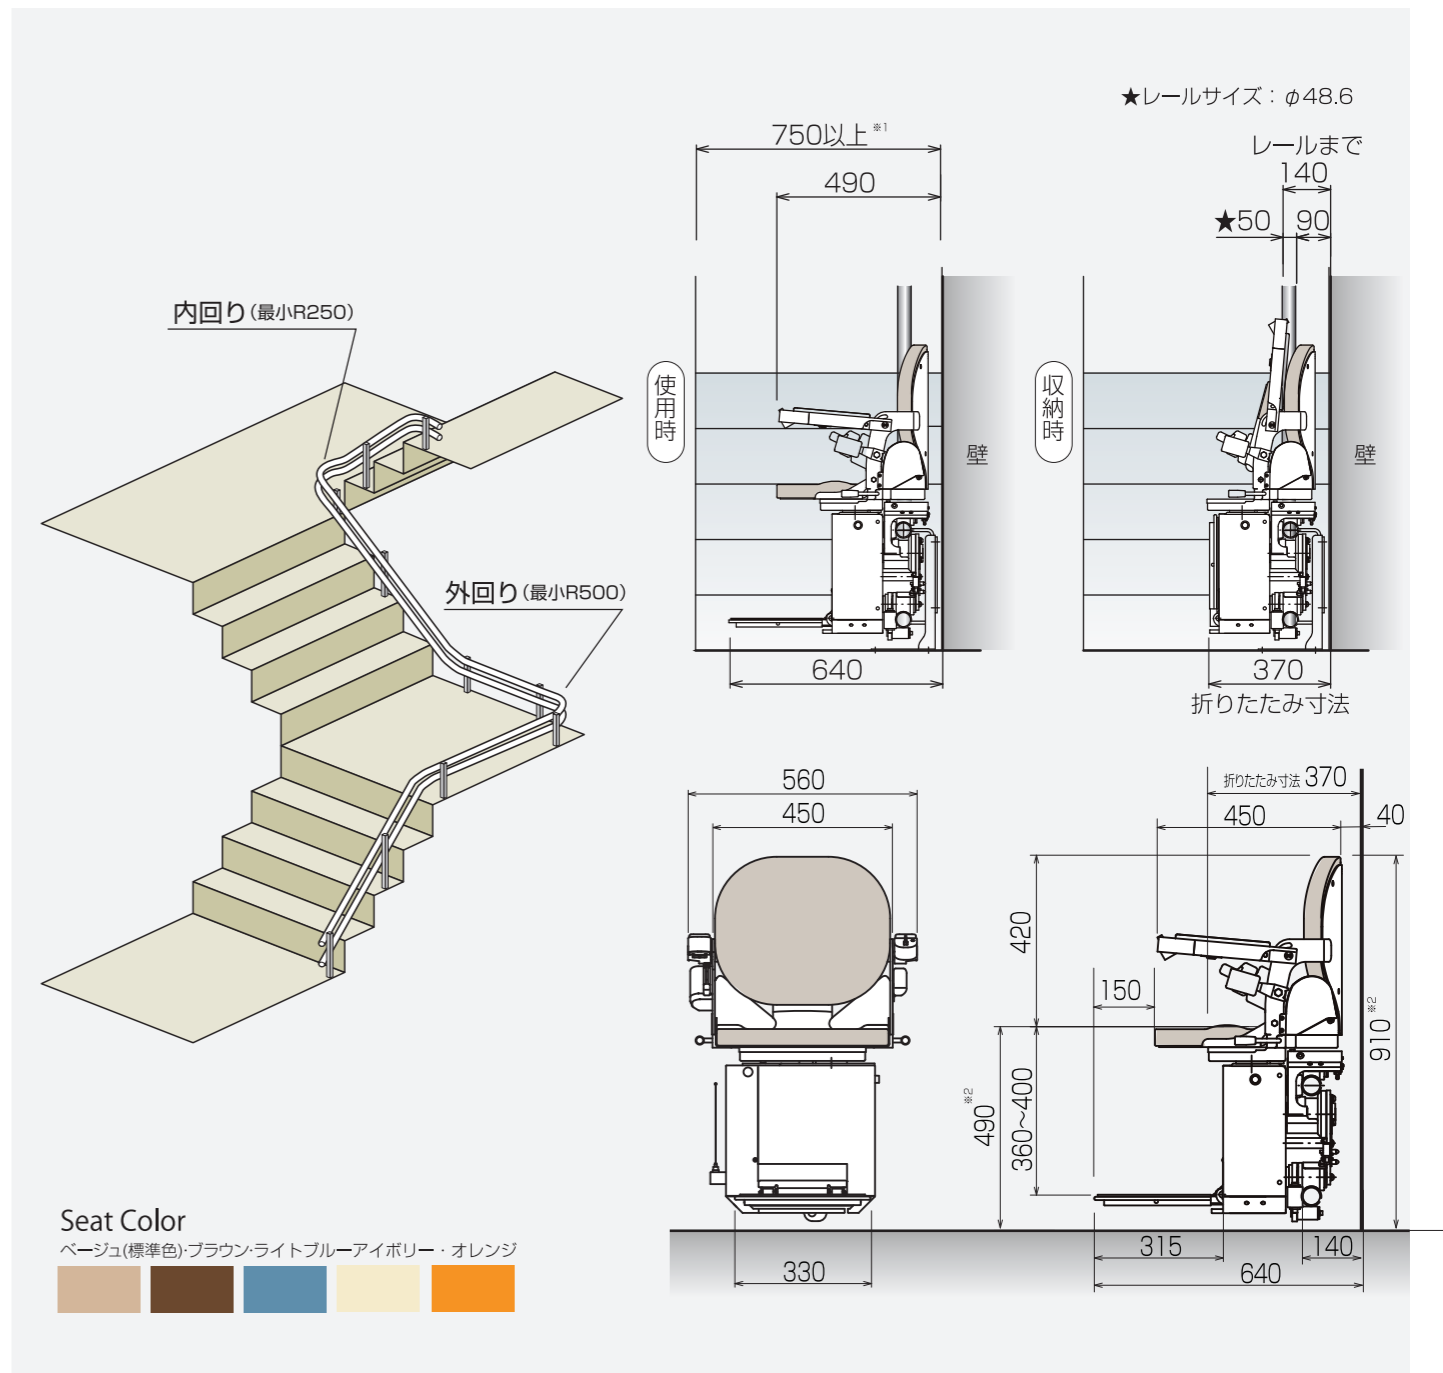 ★レールサイズ：φ48.6
750以上※1
490
レールまで
140
★50 90
内回り(最小R250)
使用時
壁
収納時
壁
外回り(最小R500)
640
370
折りたたみ寸法
560
450
折りたたみ寸法 370
450
40
420
150
910※2
490※2
360～400
315
140
640
330
Seat Color
ベージュ(標準色)・ブラウン・ライトブルーアイボリー・オレンジ